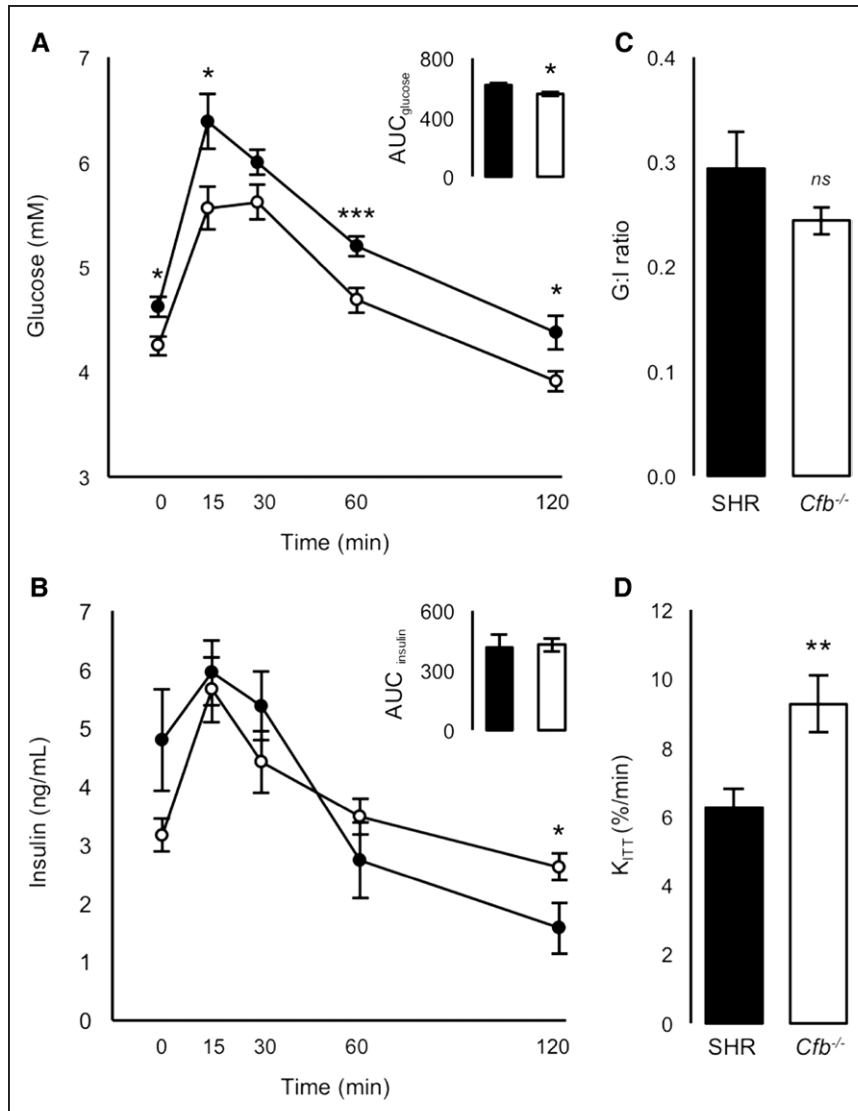 A
7
6
5
4
3
Glucose (mM)
*
*
***
*
0 15 30 60 120
Time (min)
800
400
0
AUCglucose
*
C
0.4
0.3
0.2
0.1
0.0
G:I ratio
ns
SHR Cfb-/-
B
7
6
5
4
3
2
1
0
Insulin (ng/mL)
*
0 15 30 60 120
Time (min)
600
300
0
AUC insulin
D
12
10
8
6
4
2
0
KITT (%/min)
**
SHR Cfb-/-